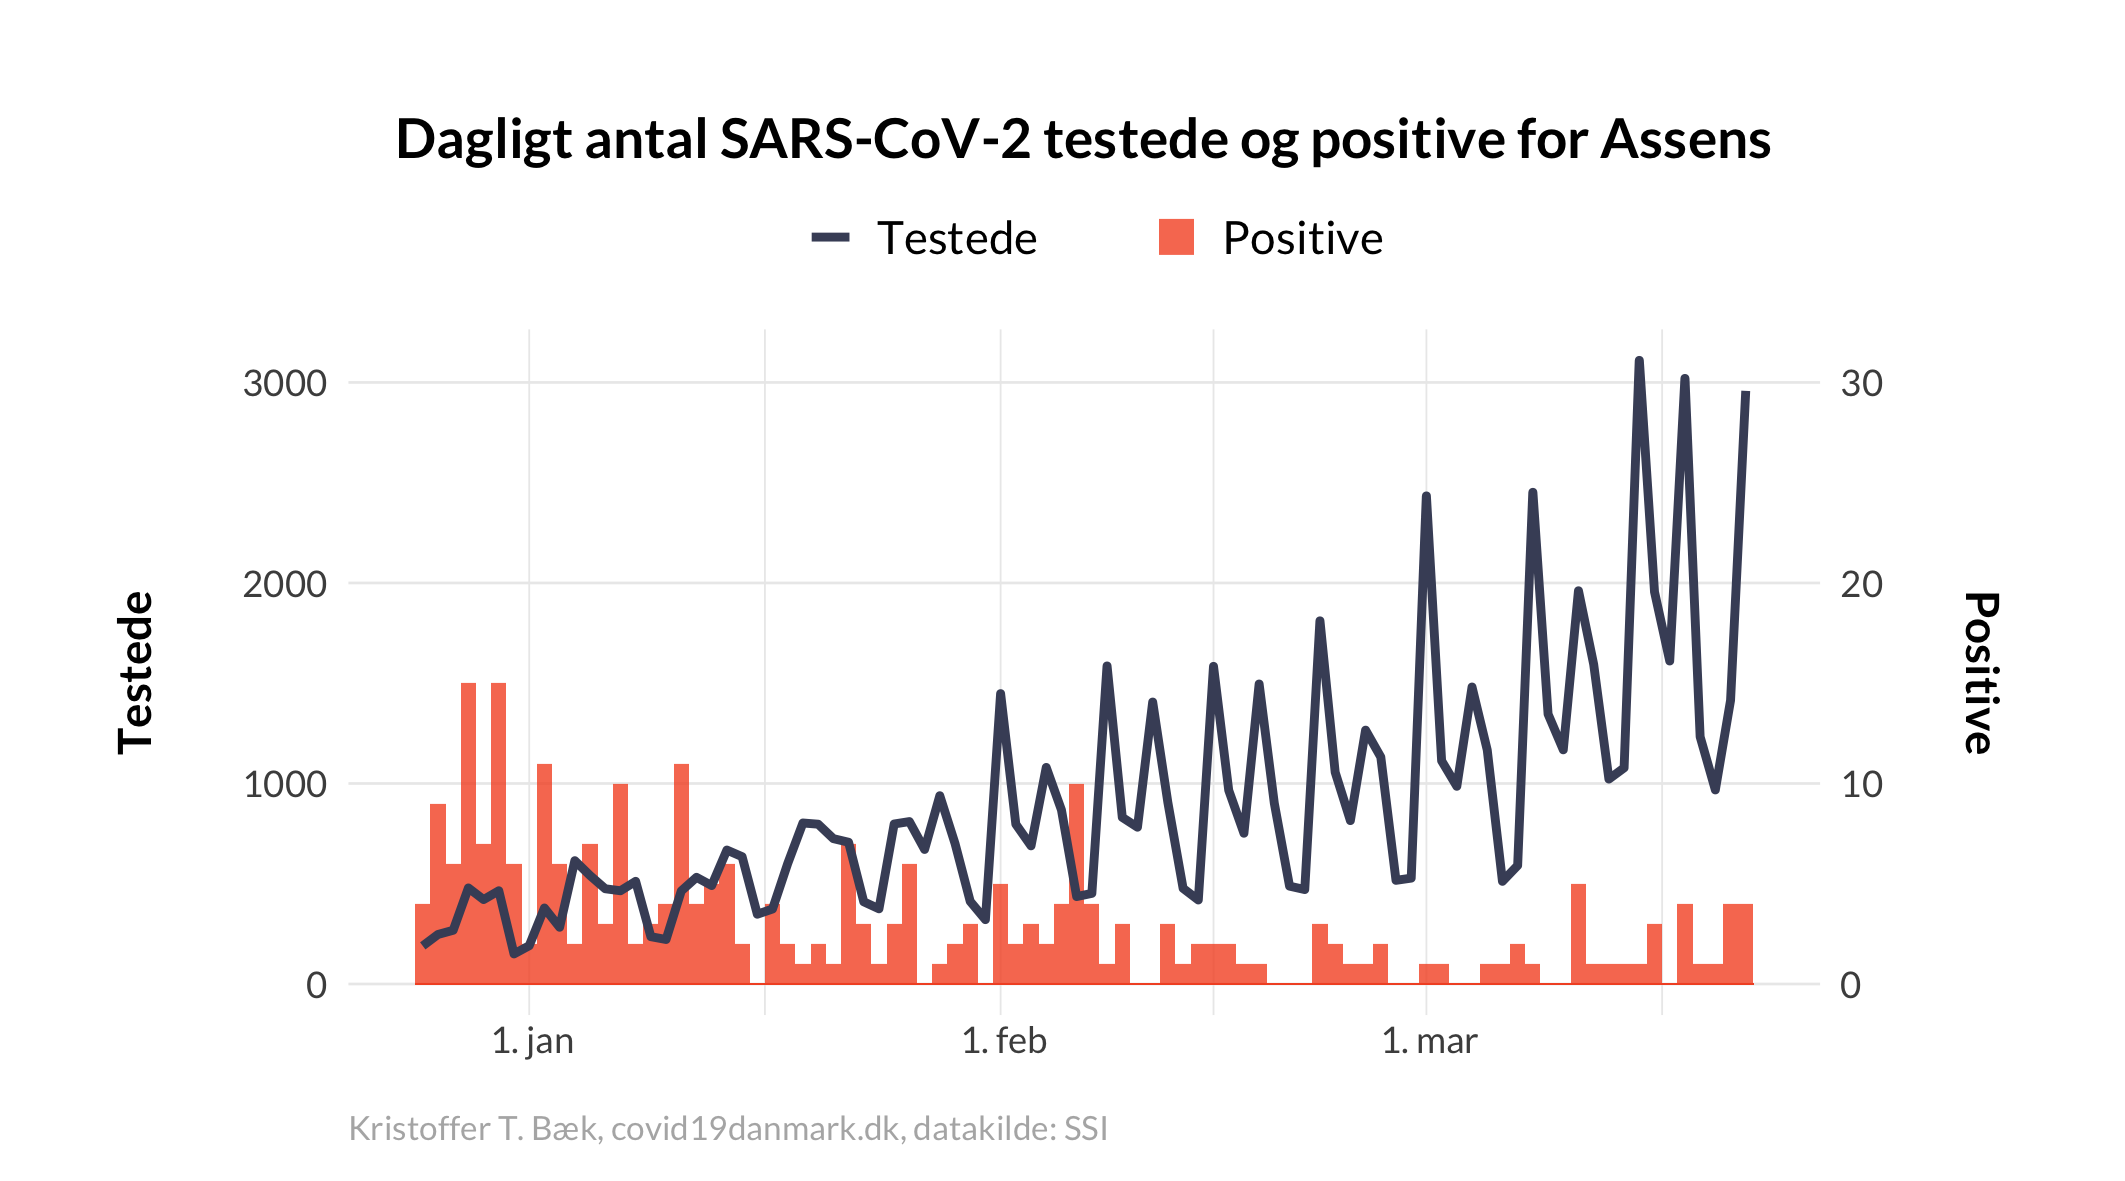 Dagligt antal SARS-CoV-2 testede og positive for Assens
Testede
Positive
3000
2000
1000
0
30
20
10
0
Testede
Positive
1. jan
1. feb
1. mar
Kristoffer T. Bæk, covid19danmark.dk, datakilde: SSI